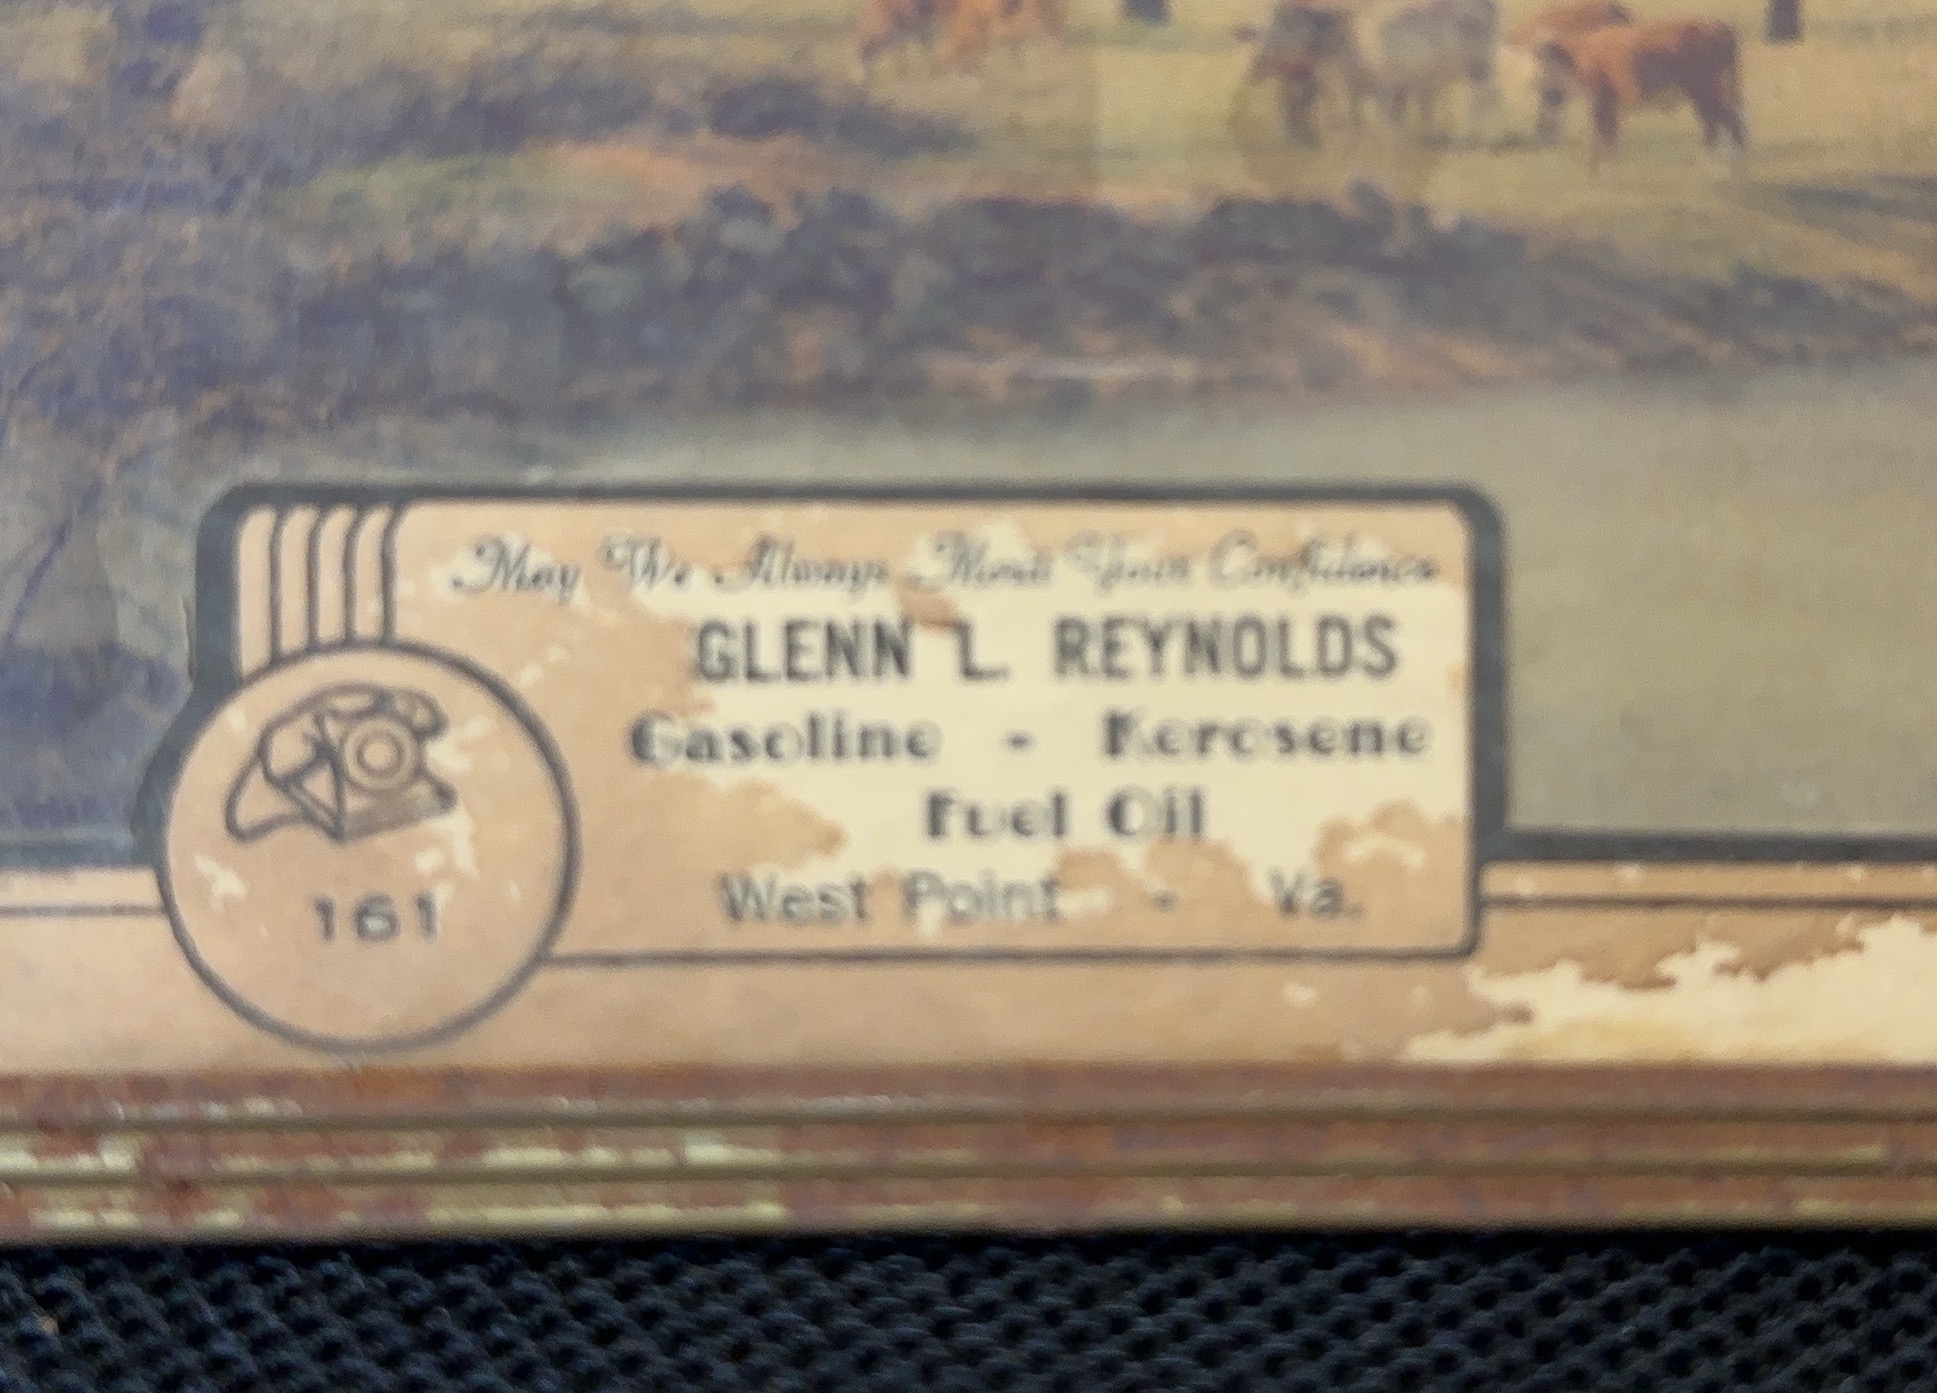 May We Always Merit Your Confidence
GLENN L. REYNOLDS
Gasoline - Kerosene
Fuel Oil
West Point - Va.
161